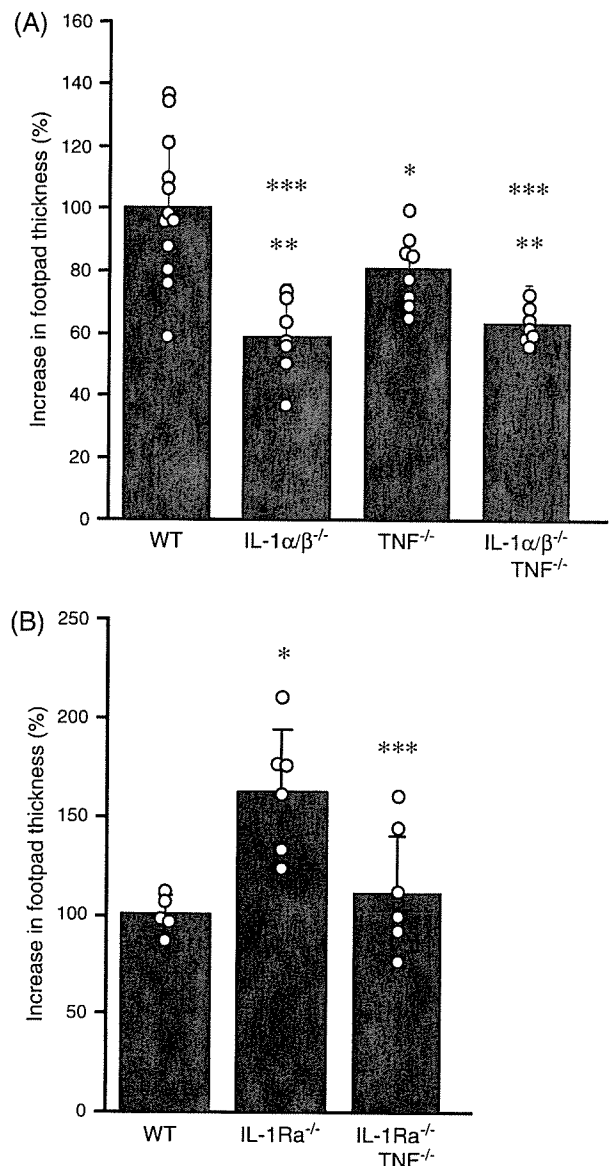 (A)
160
140
120
100
80
60
40
20
0
Increase in footpad thickness (%)
***
**
*
***
**
WT
IL-1α/β-/-
TNF-/-
IL-1α/β-/-
TNF-/-
(B)
250
200
150
100
50
0
Increase in footpad thickness (%)
*
***
WT
IL-1Ra-/-
IL-1Ra-/-
TNF-/-